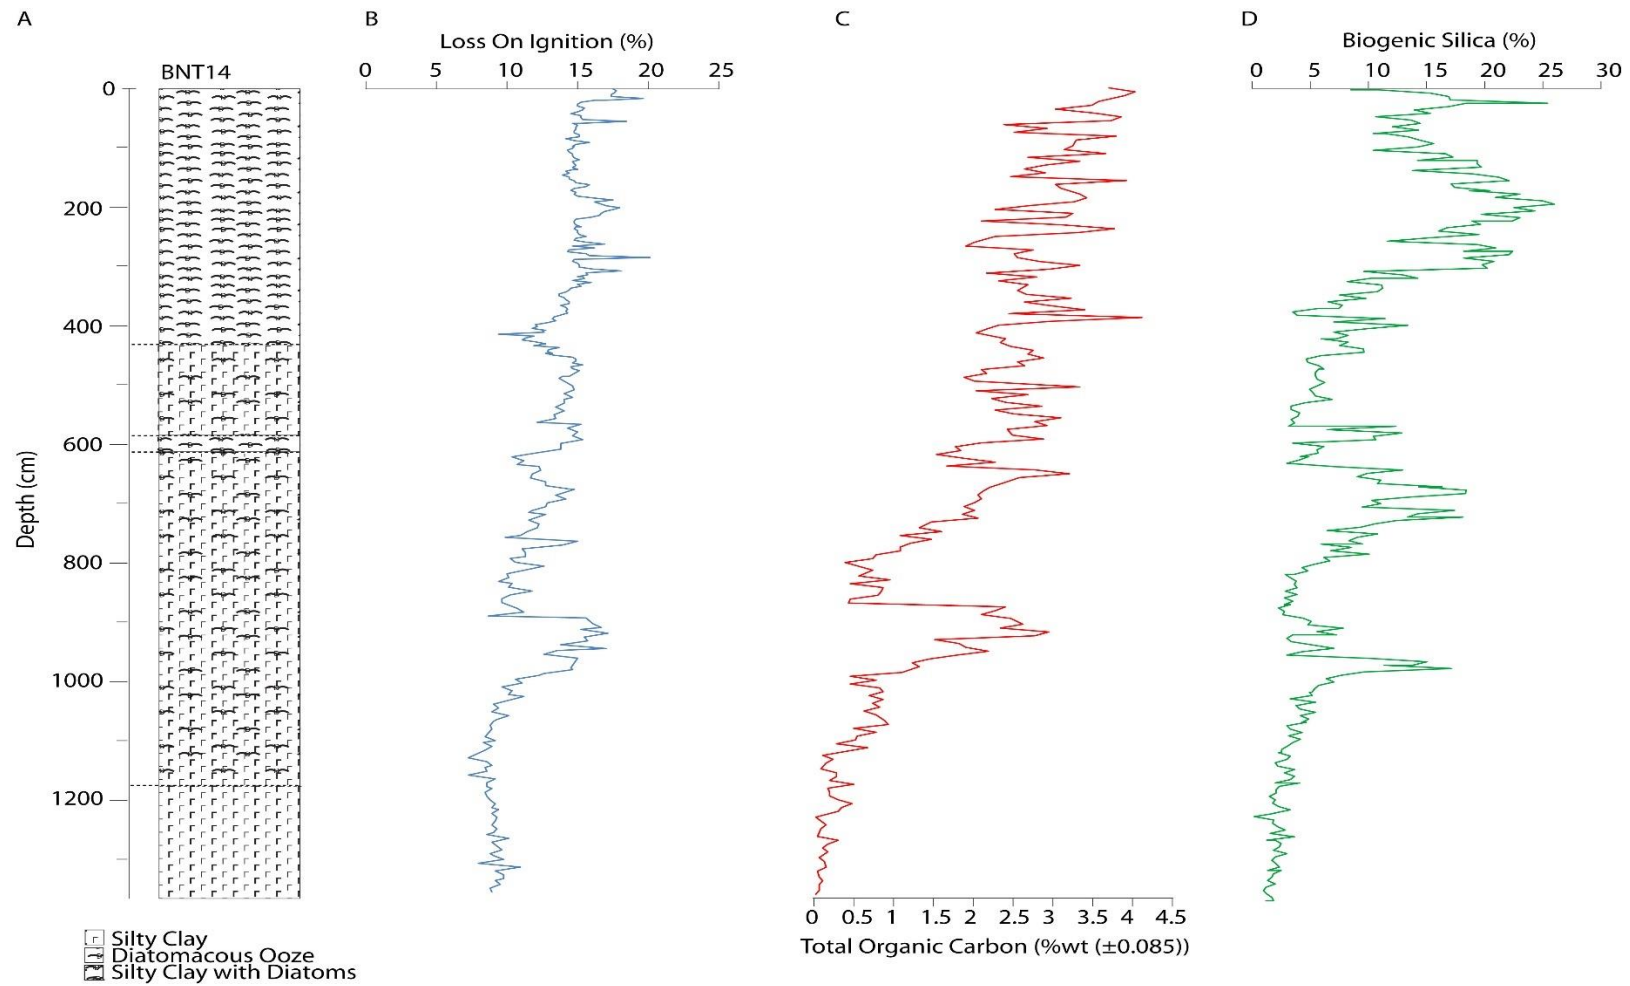 A
B
C
D
Loss On Ignition (%)
Biogenic Silica (%)
BNT14
0 5 10 15 20 25
0 5 10 15 20 25 30
0
200
400
600
800
1000
1200
Depth (cm)
0 0.5 1 1.5 2 2.5 3 3.5 4 4.5
Total Organic Carbon (%wt (±0.085))
Silty Clay
Diatomacous Ooze
Silty Clay with Diatoms